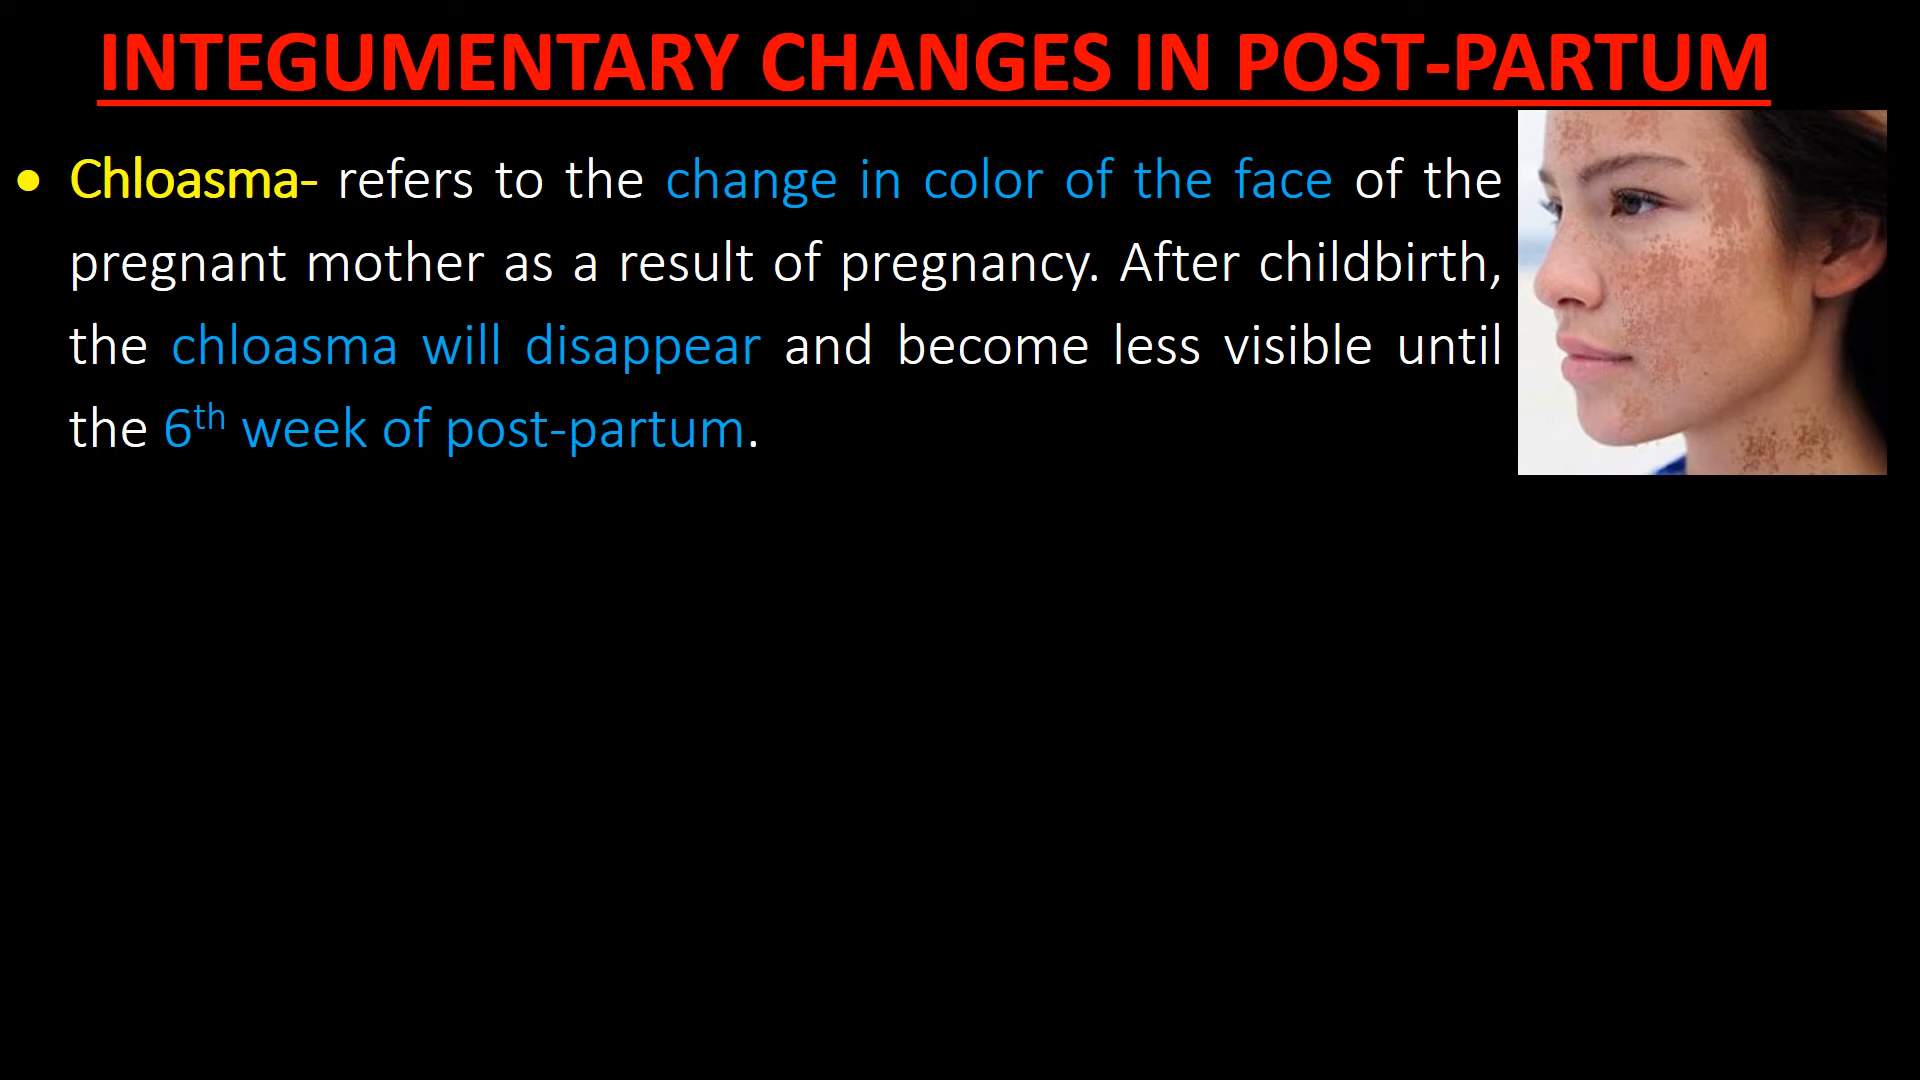 INTEGUMENTARY CHANGES IN POST-PARTUM
• Chloasma- refers to the change in color of the face of the
pregnant mother as a result of pregnancy. After childbirth,
the chloasma will disappear and become less visible until
the 6th week of post-partum.